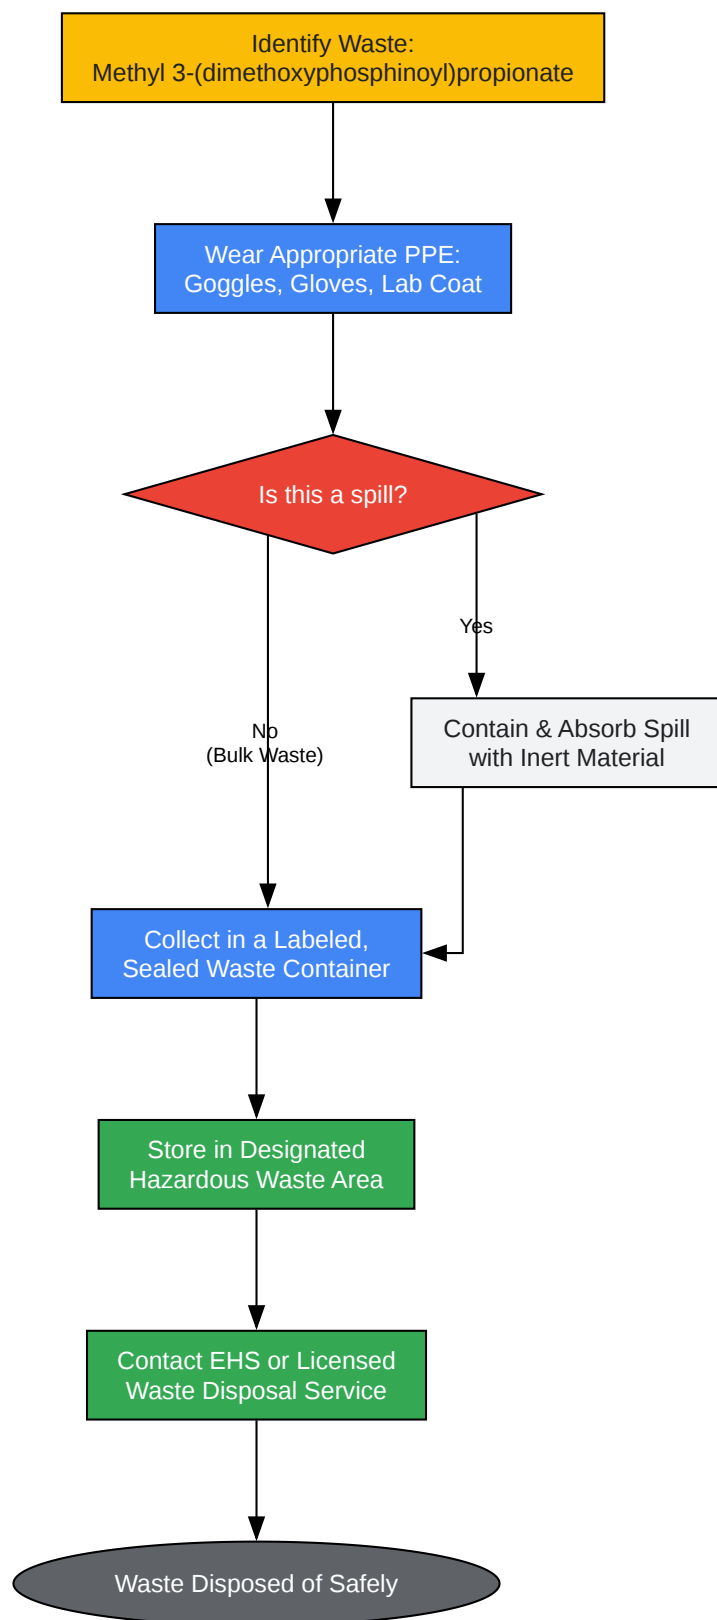 Identify Waste:
Methyl 3-(dimethoxyphosphinoyl)propionate
Wear Appropriate PPE:
Goggles, Gloves, Lab Coat
Is this a spill?
Yes
No
(Bulk Waste)
Contain & Absorb Spill
with Inert Material
Collect in a Labeled,
Sealed Waste Container
Store in Designated
Hazardous Waste Area
Contact EHS or Licensed
Waste Disposal Service
Waste Disposed of Safely